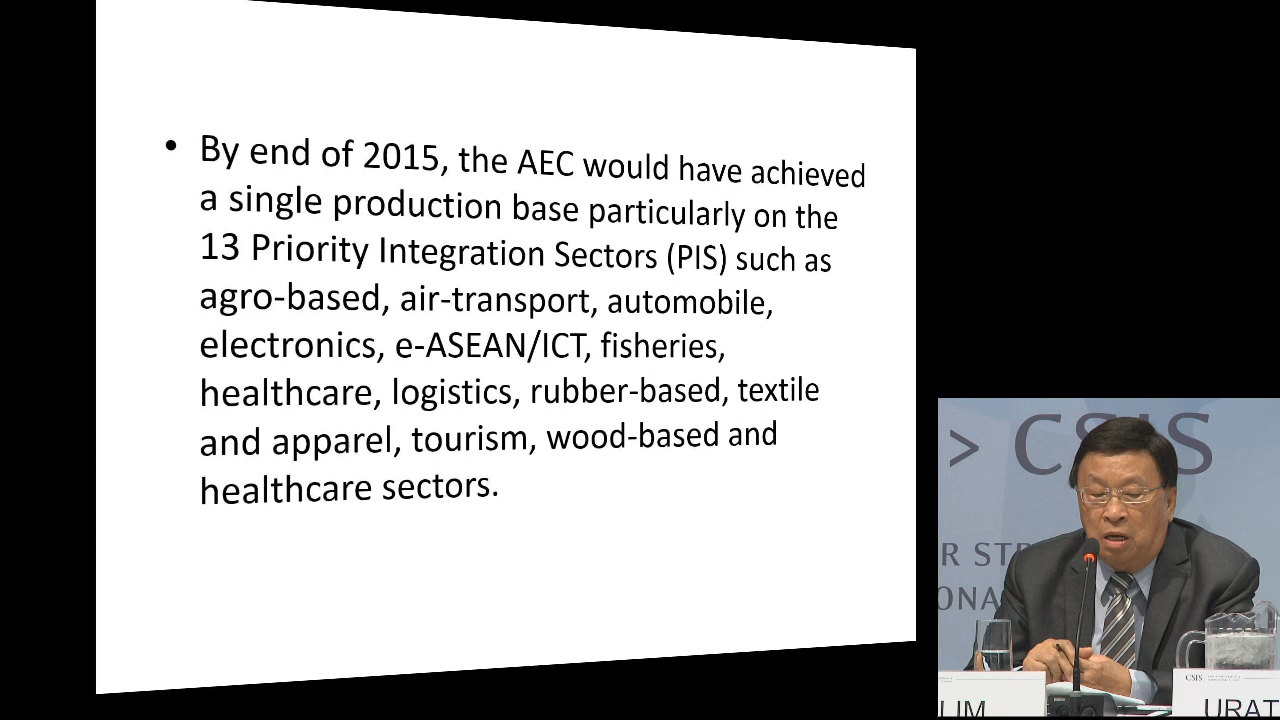 • By end of 2015, the AEC would have achieved
a single production base particularly on the
13 Priority Integration Sectors (PIS) such as
agro-based, air-transport, automobile,
electronics, e-ASEAN/ICT, fisheries,
healthcare, logistics, rubber-based, textile
and apparel, tourism, wood-based and
healthcare sectors.
> CSIS
R STR
ONA
LIM
CSIS
URAT